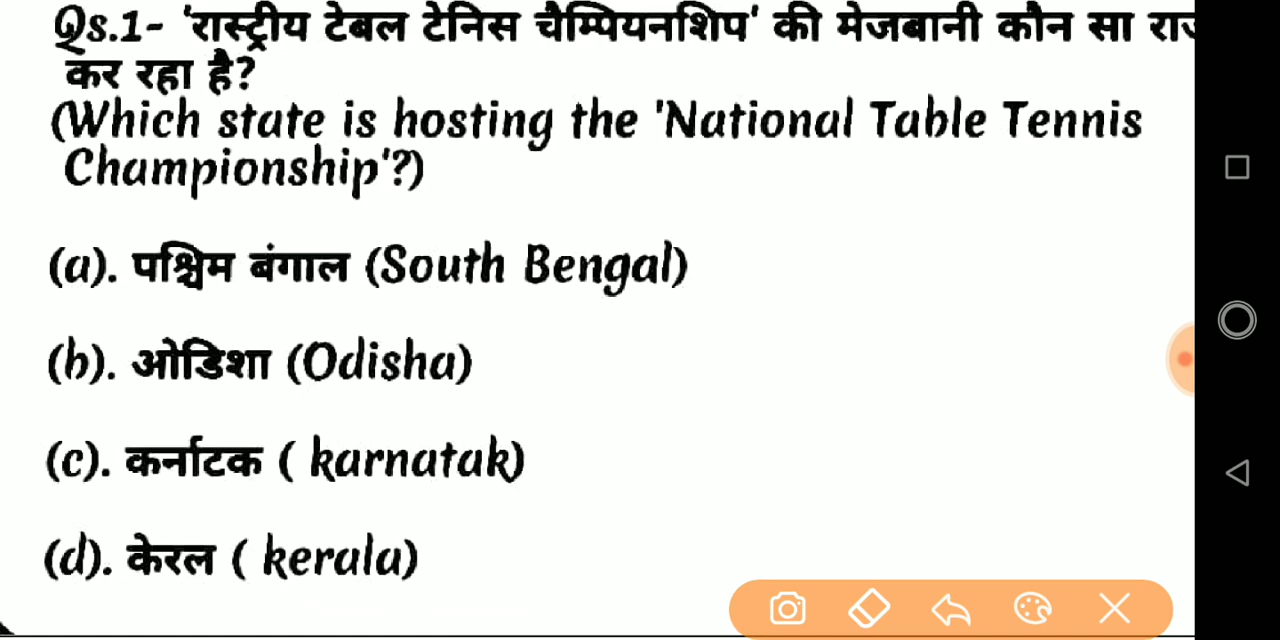 Qs.1- 'रास्ट्रीय टेबल टेनिस चैम्पियनशिप' की मेजबानी कौन सा
कर रहा है?
(Which state is hosting the 'National Table Tennis
Championship'?)
(a). पश्चिम बंगाल (South Bengal)
(b). ओडिशा (Odisha)
(c). कर्नाटक ( karnatak)
(d). केरल ( kerala)